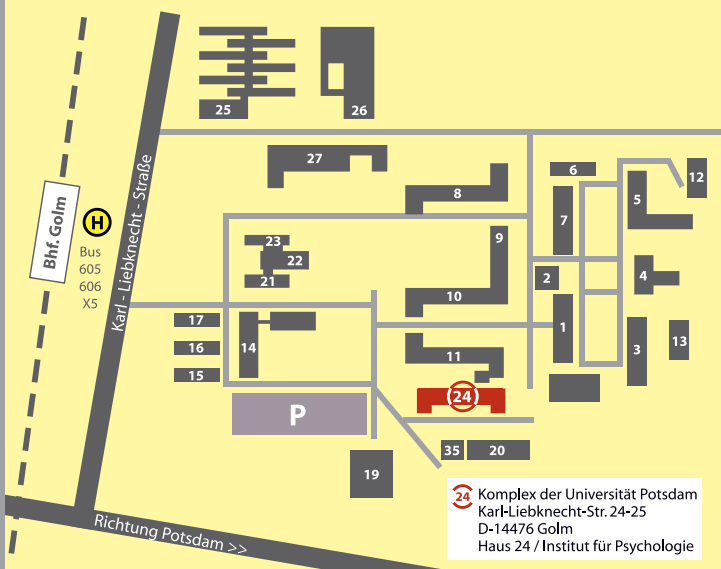 25
26
27
8
6
12
5
7
Bhf. Golm
H
Bus
605
606
X5
Karl - Liebknecht - Straße
23
22
21
9
10
2
4
17
16
15
14
11
1
3
13
P
24
35
20
19
24 Komplex der Universität Potsdam
Karl-Liebknecht-Str. 24-25
D-14476 Golm
Haus 24 / Institut für Psychologie
Richtung Potsdam >>